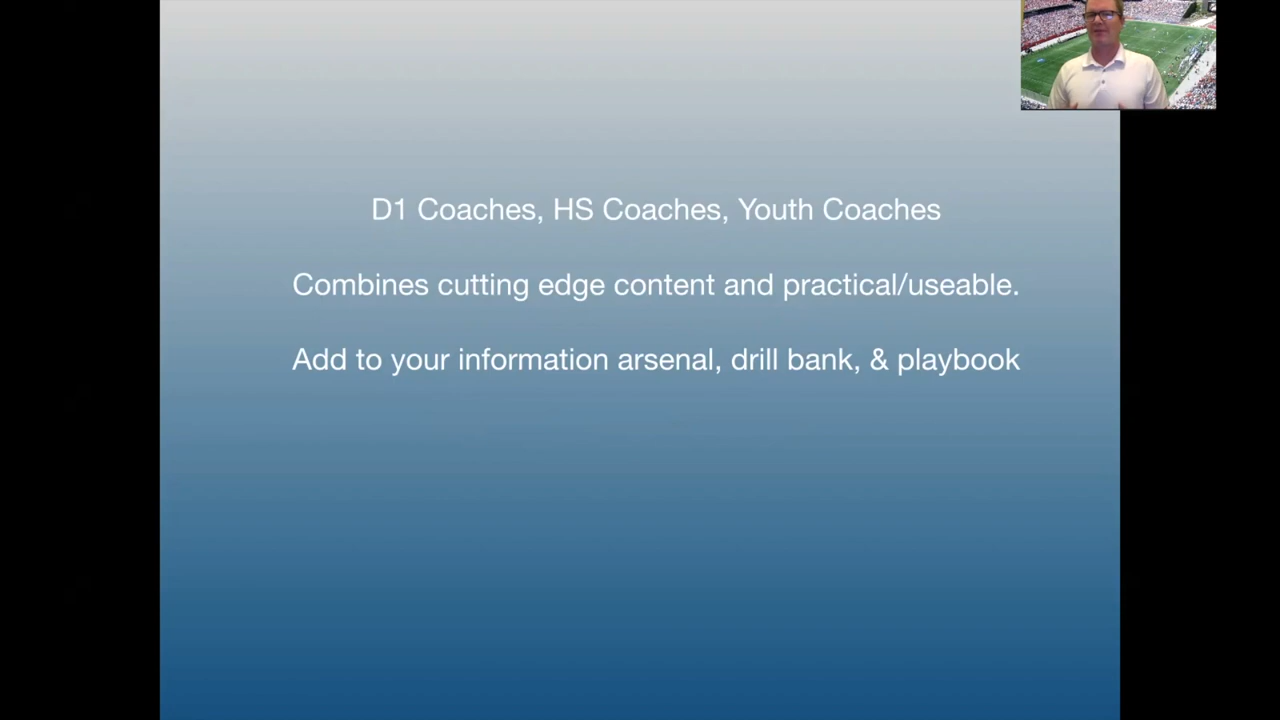 D1 Coaches, HS Coaches, Youth Coaches
Combines cutting edge content and practical/useable.
Add to your information arsenal, drill bank, & playbook